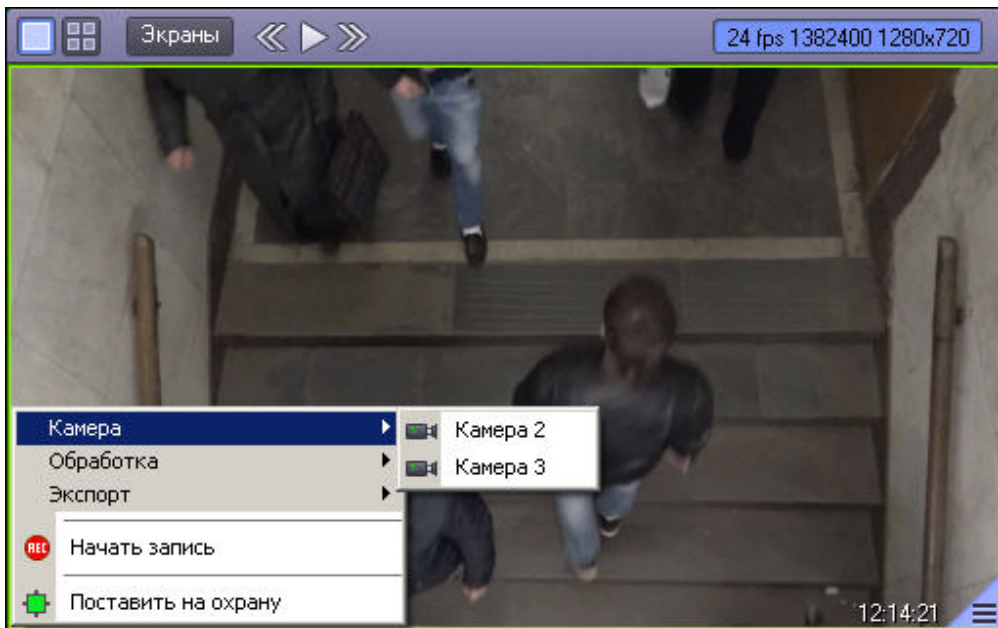 Экраны
24 fps 1382400 1280x720
Камера
Камера 2
Обработка
Камера 3
Экспорт
REC
Начать запись
Поставить на охрану
12:14:21